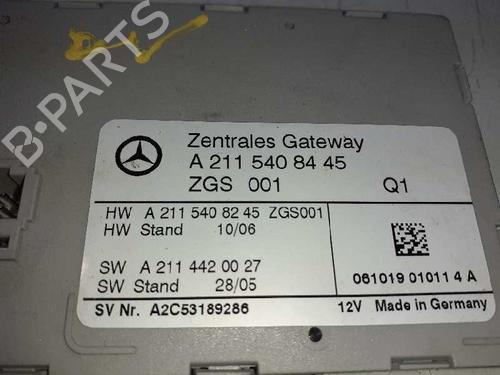 B-PARTS
Zentrales Gateway
A 211 540 84 45
ZGS 001 Q1
HW A 211 540 82 45 ZGS001
HW Stand 10/06
SW A 211 442 00 27
SW Stand 28/05
061019 01011 4 A
SV Nr. A2C53189286 12V Made in Germany